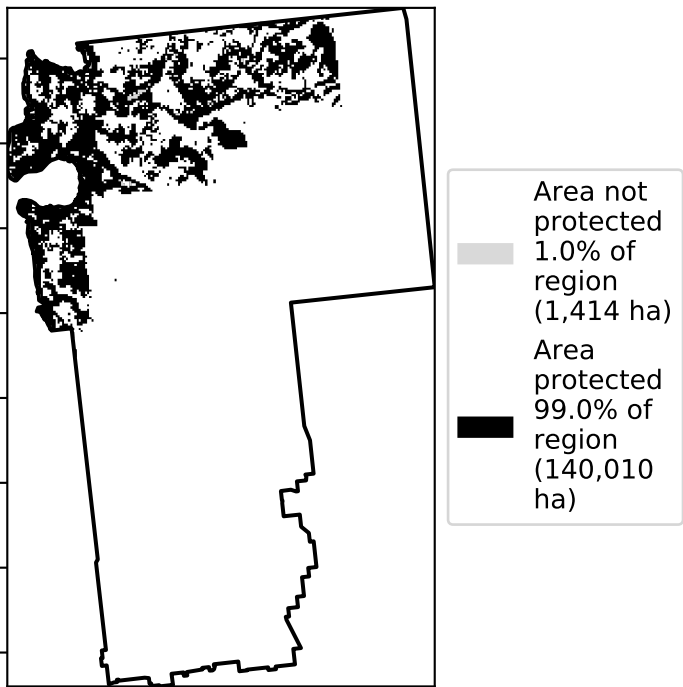 Area not
protected
1.0% of
region
(1,414 ha)
Area
protected
99.0% of
region
(140,010
ha)